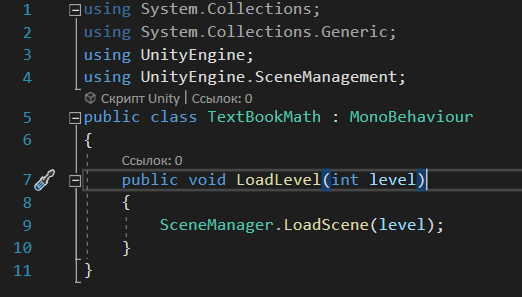 1 using System.Collections;
2 using System.Collections.Generic;
3 using UnityEngine;
4 using UnityEngine.SceneManagement;
Скрипт Unity | Ссылок: 0
5 public class TextBookMath : MonoBehaviour
6 {
Ссылок: 0
7 public void LoadLevel(int level)
8 {
9 SceneManager.LoadScene(level);
10 }
11 }